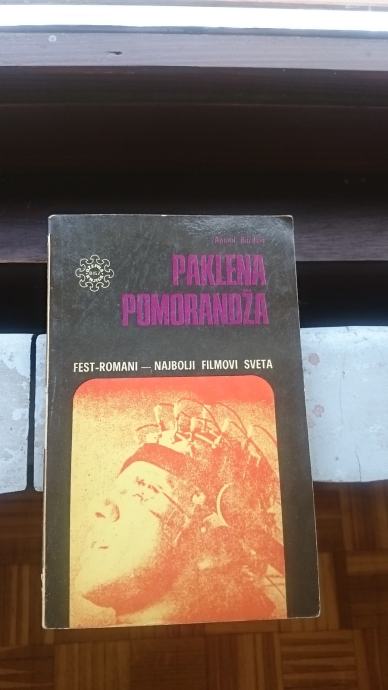 PAKLENA
POMORANDŽA
FEST-ROMANI — NAJBOLJI FILMOVI SVETA